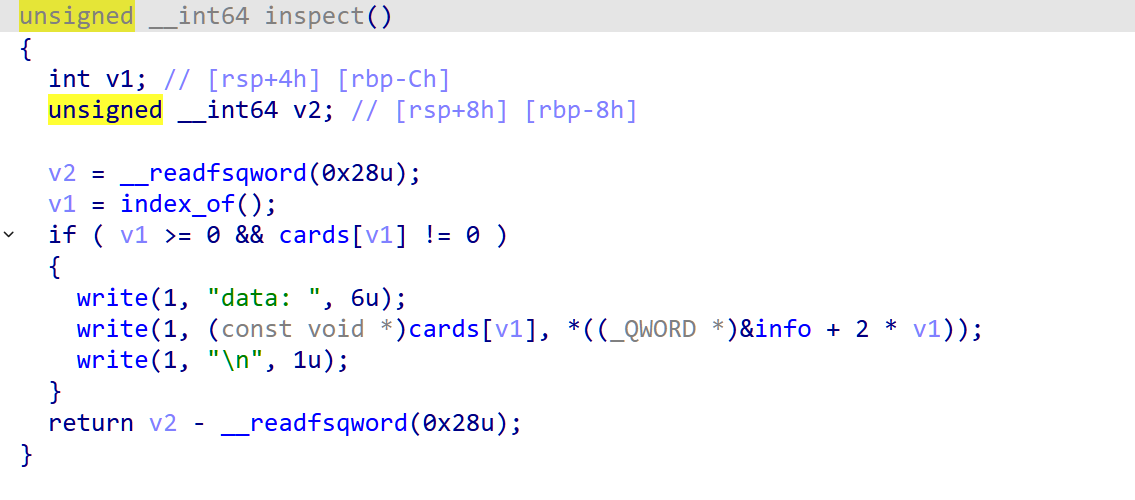 unsigned __int64 inspect()
{
  int v1; // [rsp+4h] [rbp-Ch]
  unsigned __int64 v2; // [rsp+8h] [rbp-8h]

  v2 = __readfsqword(0x28u);
  v1 = index_of();
  if ( v1 >= 0 && cards[v1] != 0 )
  {
    write(1, "data: ", 6u);
    write(1, (const void *)cards[v1], *((_QWORD *)&info + 2 * v1));
    write(1, "\n", 1u);
  }
  return v2 - __readfsqword(0x28u);
}